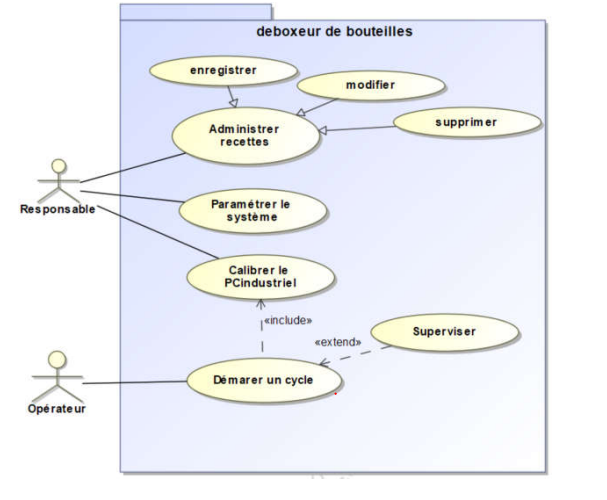 deboxeur de bouteilles
enregistrer
modifier
supprimer
Administrer
recettes
Responsable
Paramétrer le
système
Calibrer le
PCindustriel
«include»
«extend»
Superviser
Démarer un cycle
Opérateur